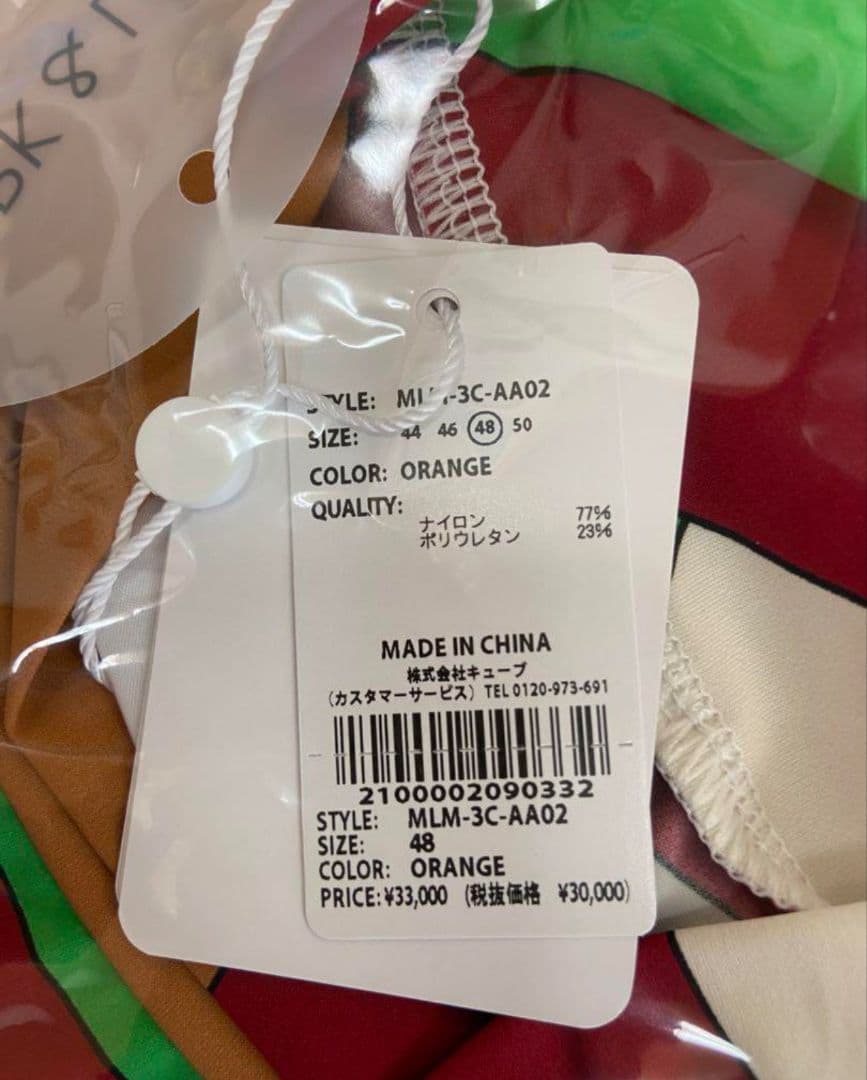 STYLE: MLM-3C-AA02
SIZE: 44 46 48 50
COLOR: ORANGE
QUALITY:
ナイロン 77%
ポリウレタン 23%
MADE IN CHINA
株式会社キューブ
(カスタマーサービス) TEL 0120-973-691
2100002090332
STYLE: MLM-3C-AA02
SIZE: 48
COLOR: ORANGE
PRICE:¥33,000 (税抜価格 ¥30,000)